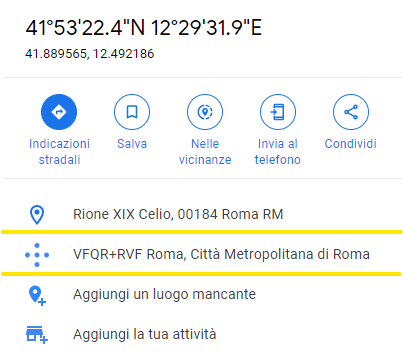 41°53'22.4"N 12°29'31.9"E
41.889565, 12.492186
Indicazioni stradali
Salva
Nelle vicinanze
Invia al telefono
Condividi
Rione XIX Celio, 00184 Roma RM
VFQR+RVF Roma, Città Metropolitana di Roma
Aggiungi un luogo mancante
Aggiungi la tua attività